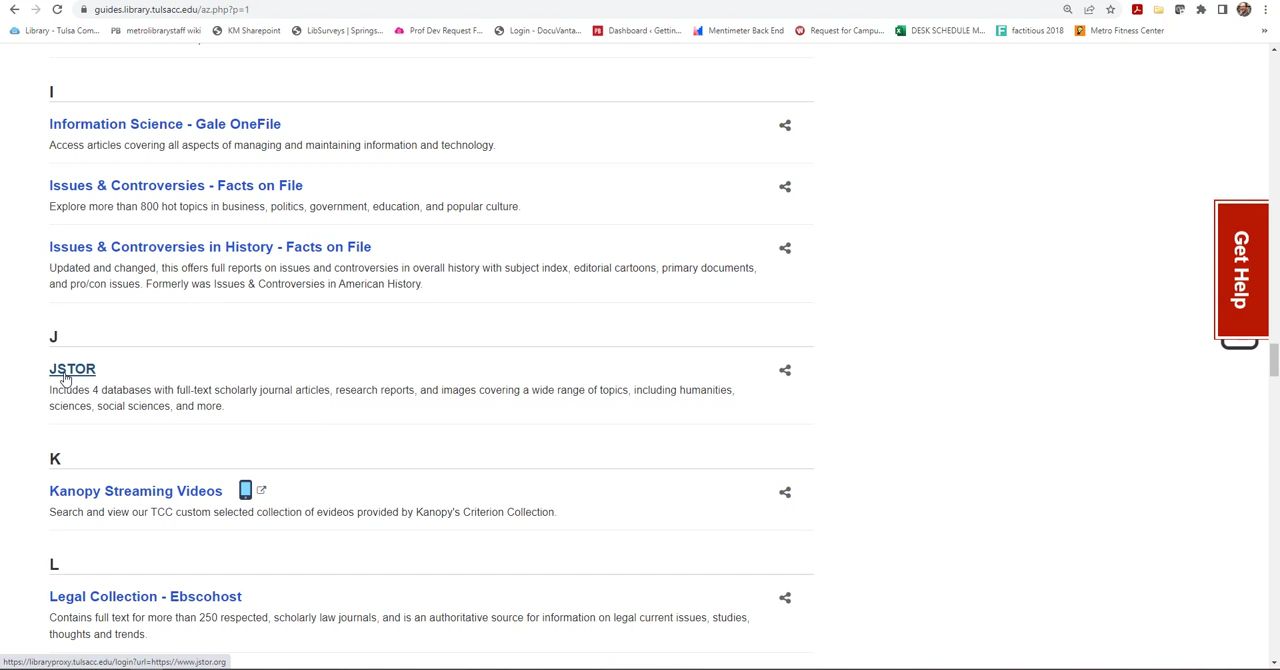 guides.library.tulsacc.edu/az.php?p=1
Library - Tulsa Com...
PB metrolibrarystaff wiki
KM Sharepoint
LibSurveys | Springs...
Prof Dev Request F...
Login - DocuVanta...
Dashboard ‹ Gettin...
Mentimeter Back End
Request for Campu...
DESK SCHEDULE M...
factitious 2018
Metro Fitness Center
»
I
Information Science - Gale OneFile
Access articles covering all aspects of managing and maintaining information and technology.
Issues & Controversies - Facts on File
Explore more than 800 hot topics in business, politics, government, education, and popular culture.
Issues & Controversies in History - Facts on File
Updated and changed, this offers full reports on issues and controversies in overall history with subject index, editorial cartoons, primary documents,
and pro/con issues. Formerly was Issues & Controversies in American History.
Get Help
J
JSTOR
Includes 4 databases with full-text scholarly journal articles, research reports, and images covering a wide range of topics, including humanities,
sciences, social sciences, and more.
K
Kanopy Streaming Videos
Search and view our TCC custom selected collection of evideos provided by Kanopy's Criterion Collection.
L
Legal Collection - Ebscohost
Contains full text for more than 250 respected, scholarly law journals, and is an authoritative source for information on legal current issues, studies,
thoughts and trends.
https://libraryproxy.tulsacc.edu/login?url=https://www.jstor.org